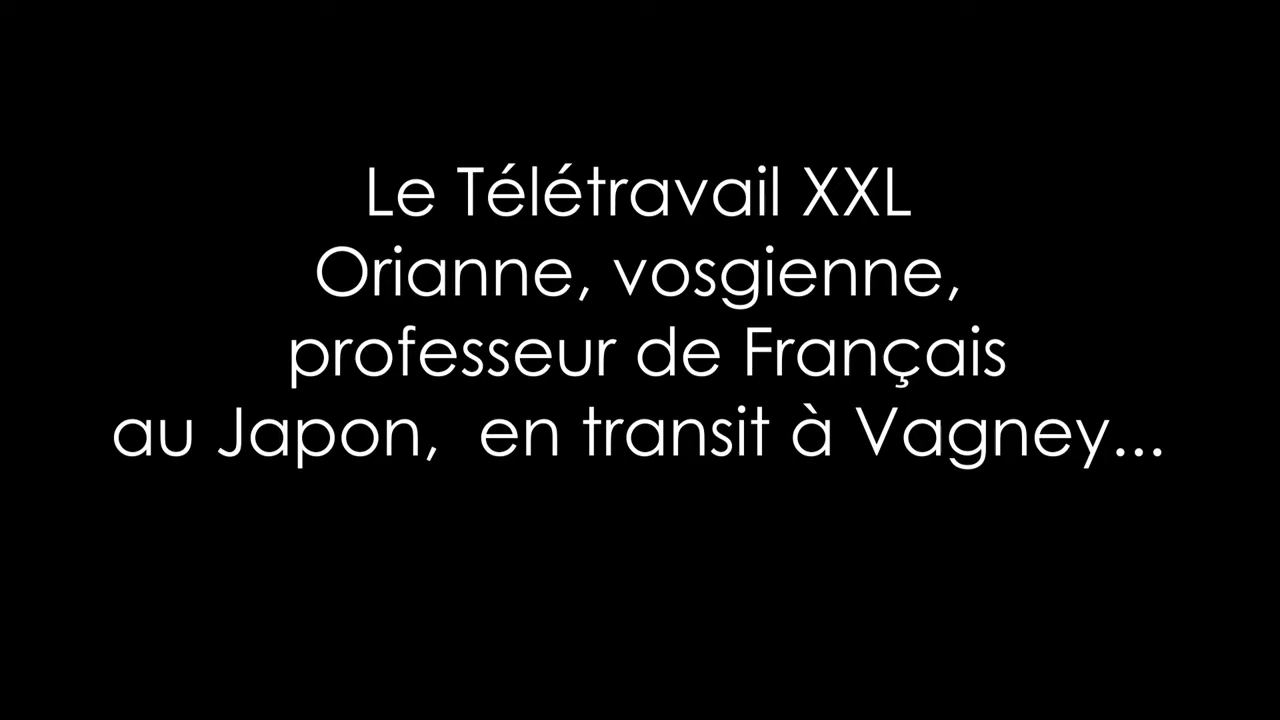 Le Télétravail XXL
Orianne, vosgienne,
professeur de Français
au Japon,  en transit à Vagney...